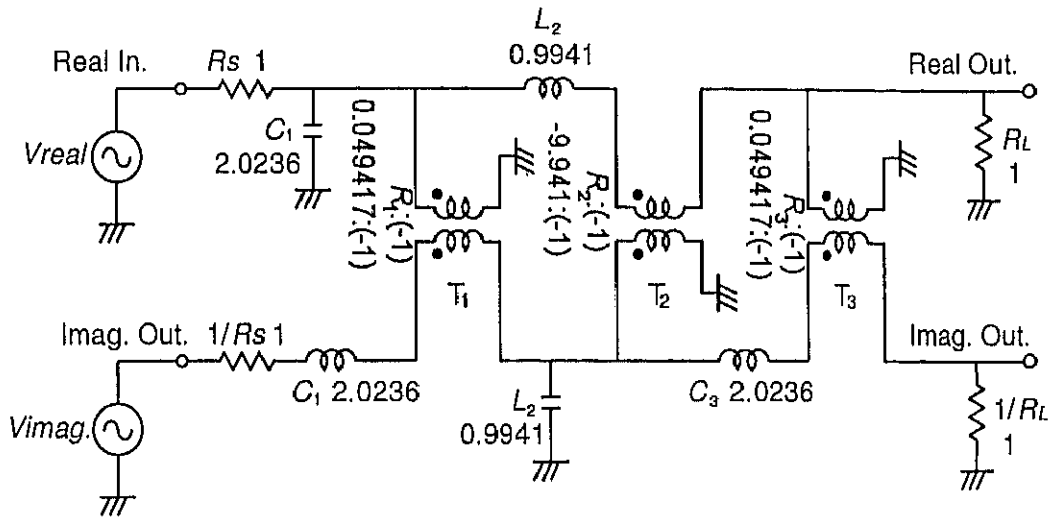 L2
0.9941
Real In.
Rs 1
Real Out.
C1
2.0236
Vreal
R1:(-1)
0.049417:(-1)
R2:(-1)
-9.941:(-1)
R3:(-1)
0.049417:(-1)
RL
1
T1
T2
T3
Imag. Out.
1/Rs 1
Imag. Out.
C1 2.0236
L2
0.9941
C3 2.0236
Vimag.
1/RL
1